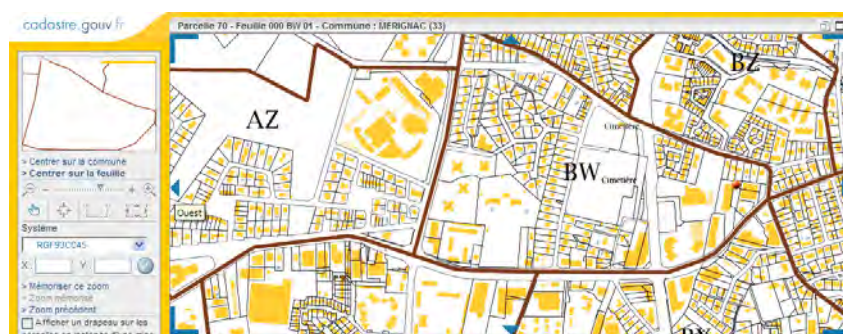 cadastre.gouv.fr
Parcelle 70 - Feuille 000 BW 01 - Commune : MERIGNAC (33)
> Centrer sur la commune
> Centrer sur la feuille
Ouest
Système
RGF93CC45
X:
Y:
> Mémoriser ce zoom
> Zoom mémorisé
> Zoom précédent
Afficher un drapeau sur les
AZ
BZ
Cimetière
BW
Cimetière